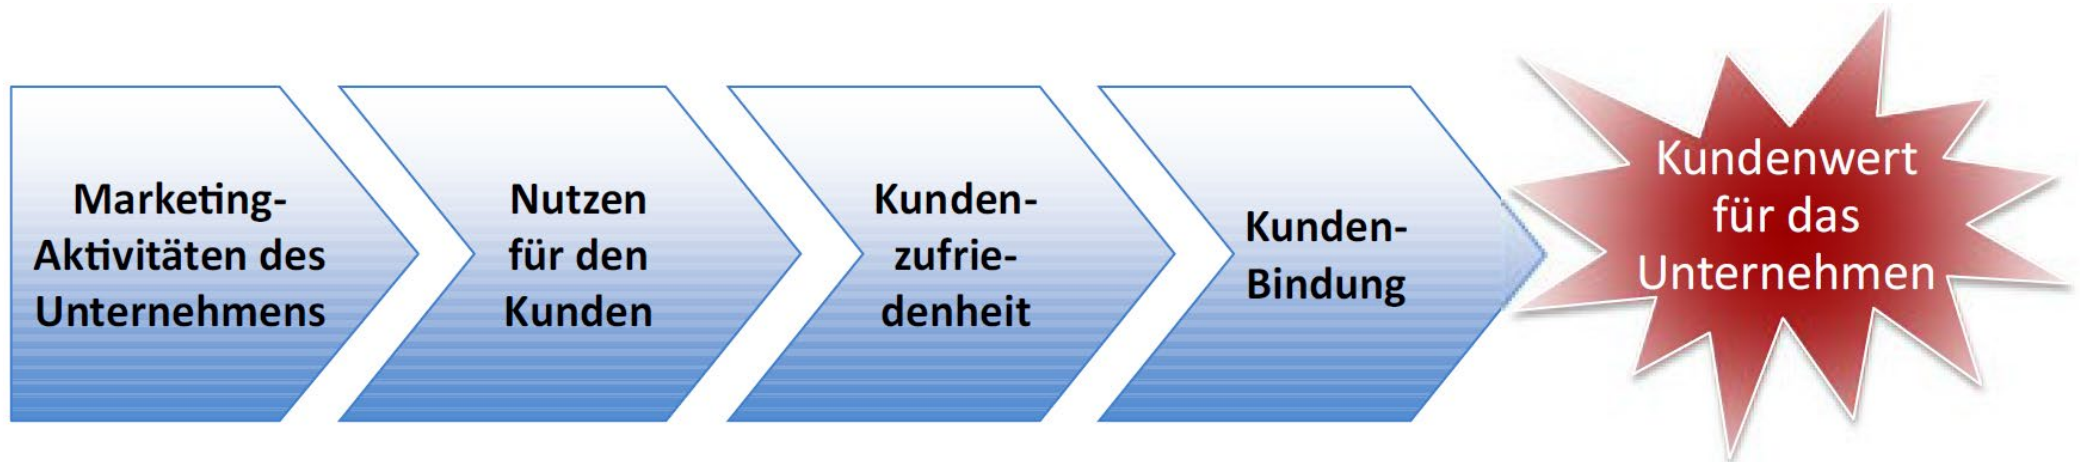 Marketing-
Aktivitäten des
Unternehmens
Nutzen
für den
Kunden
Kunden-
zufrie-
denheit
Kunden-
Bindung
Kundenwert
für das
Unternehmen